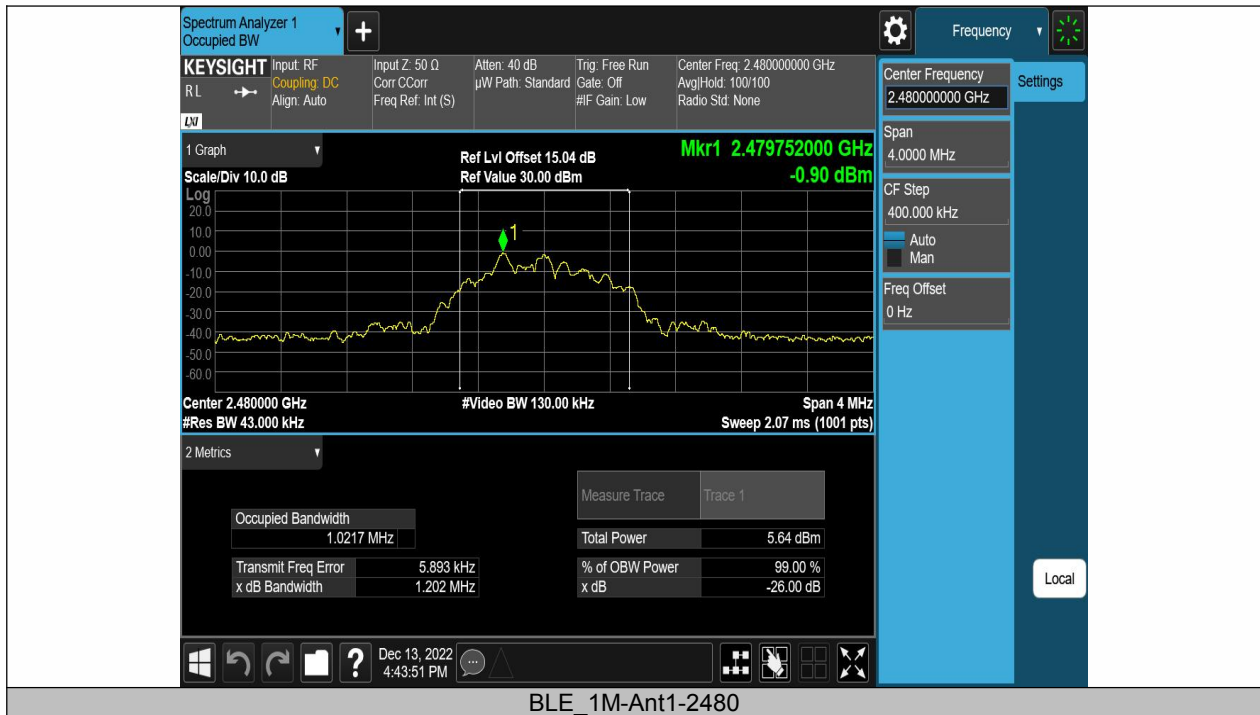 Spectrum Analyzer 1
Occupied BW
+
Frequency
KEYSIGHT
RL
LXI
Input: RF
Coupling: DC
Align: Auto
Input Z: 50 Ω
Corr CCorr
Freq Ref: Int (S)
Atten: 40 dB
µW Path: Standard
Trig: Free Run
Gate: Off
#IF Gain: Low
Center Freq: 2.480000000 GHz
Avg|Hold: 100/100
Radio Std: None
Center Frequency
2.480000000 GHz
Settings
Span
4.0000 MHz
CF Step
400.000 kHz
Auto
Man
Freq Offset
0 Hz
Local
1 Graph
Scale/Div 10.0 dB
Ref Lvl Offset 15.04 dB
Ref Value 30.00 dBm
Mkr1 2.479752000 GHz
-0.90 dBm
Log
20.0
10.0
0.00
-10.0
-20.0
-30.0
-40.0
-50.0
-60.0
1
Center 2.480000 GHz
#Video BW 130.00 kHz
Span 4 MHz
#Res BW 43.000 kHz
Sweep 2.07 ms (1001 pts)
2 Metrics
Measure Trace Trace 1
Occupied Bandwidth
1.0217 MHz
Total Power 5.64 dBm
Transmit Freq Error 5.893 kHz
% of OBW Power 99.00 %
x dB Bandwidth 1.202 MHz
x dB -26.00 dB
?
Dec 13, 2022
4:43:51 PM
BLE_1M-Ant1-2480